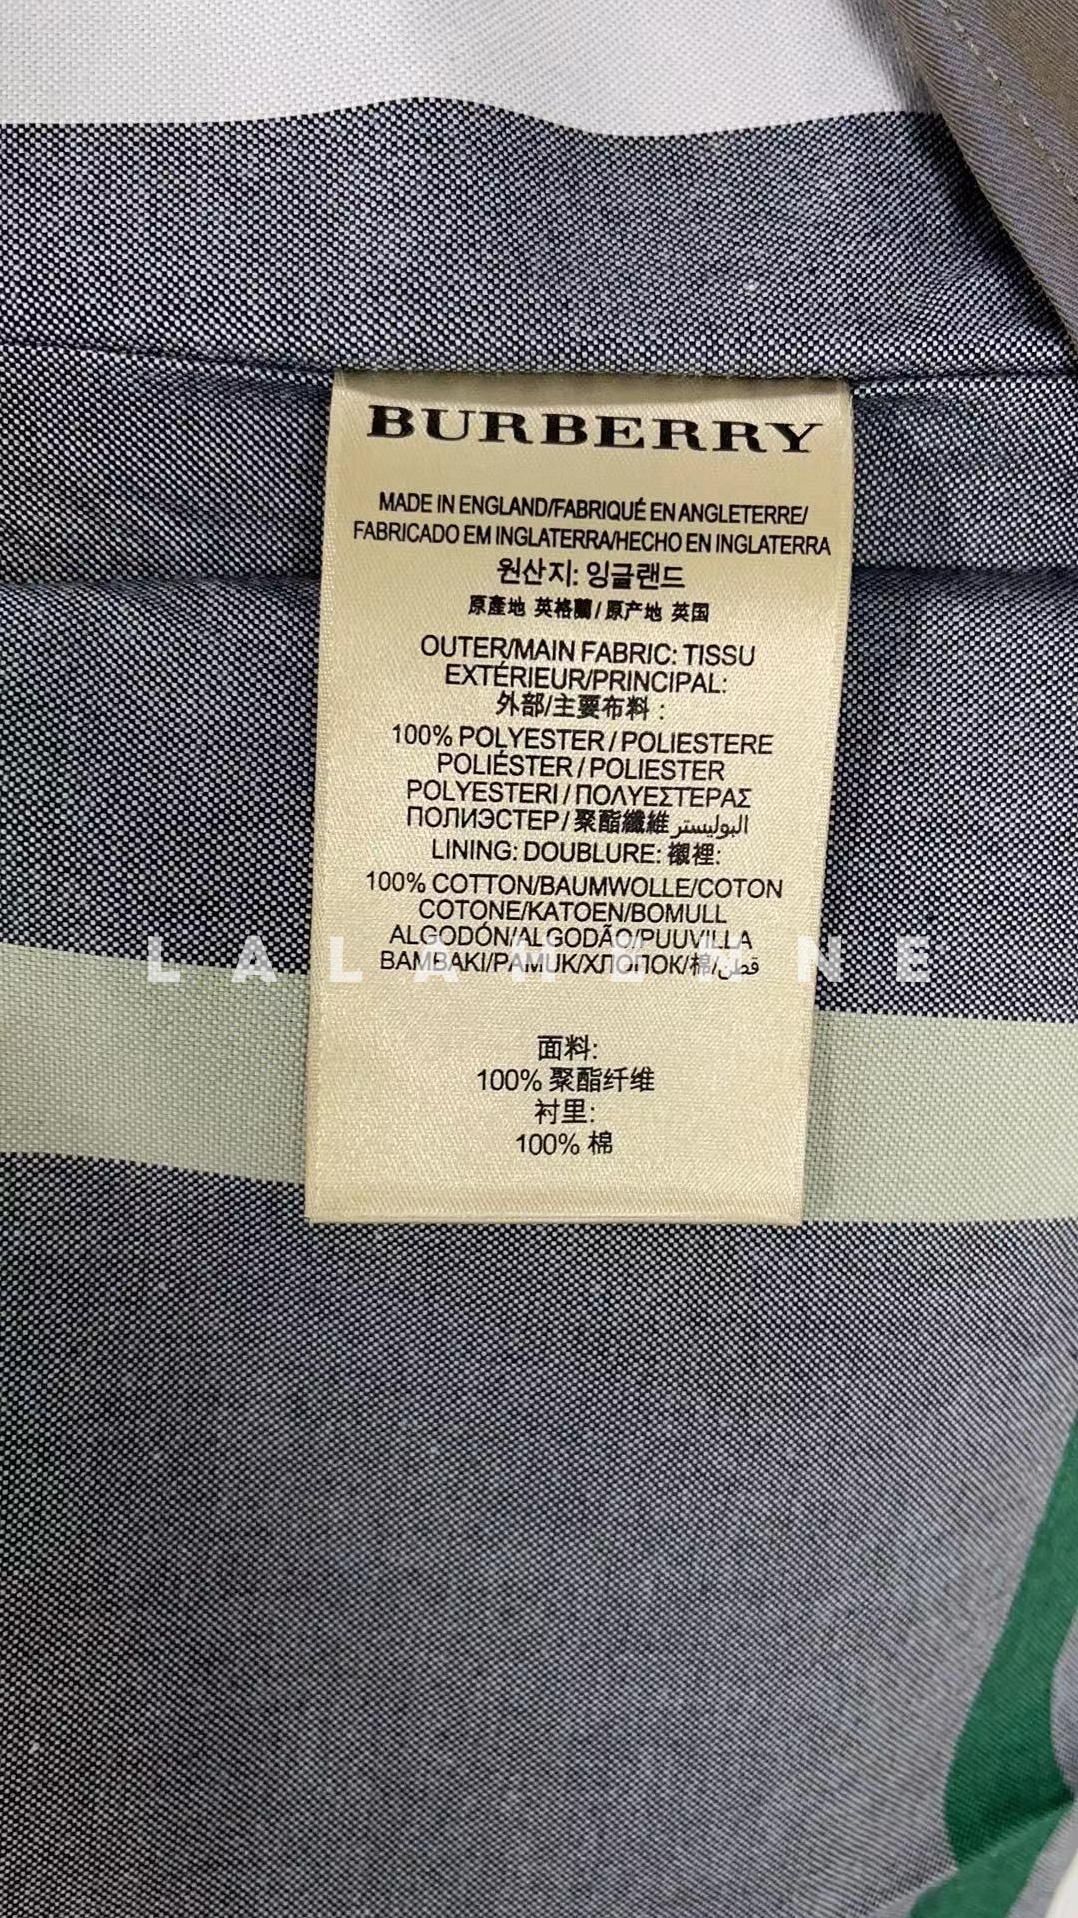 BURBERRY
MADE IN ENGLAND/FABRIQUÉ EN ANGLETERRE/
FABRICADO EM INGLATERRA/HECHO EN INGLATERRA
원산지: 잉글랜드
原產地 英格蘭/原产地 英国
OUTER/MAIN FABRIC: TISSU
EXTÉRIEUR/PRINCIPAL:
外部/主要布料 :
100% POLYESTER / POLIESTERE
POLIÉSTER / POLIESTER
POLYESTERI / ΠΟΛΥΕΣΤΕΡΑΣ
ПОЛИЭСТЕР / 聚酯纖維 البوليستر
LINING: DOUBLURE: 襯裡:
100% COTTON/BAUMWOLLE/COTON
COTONE/KATOEN/BOMULL
ALGODÓN/ALGODÃO/PUUVILLA
BAMBAKI/PAMUK/ХЛОПОК/棉/قطن
面料:
100% 聚酯纤维
衬里:
100% 棉